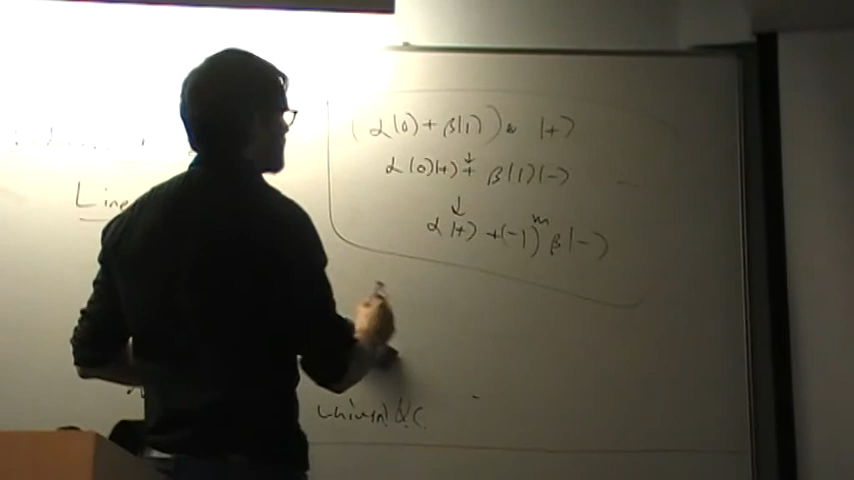 (α|0⟩ + β|1⟩) ⊗ |+⟩
α|0⟩|+⟩ + β|1⟩|−⟩
↓
α|+⟩ + (−1)^m β|−⟩
Line